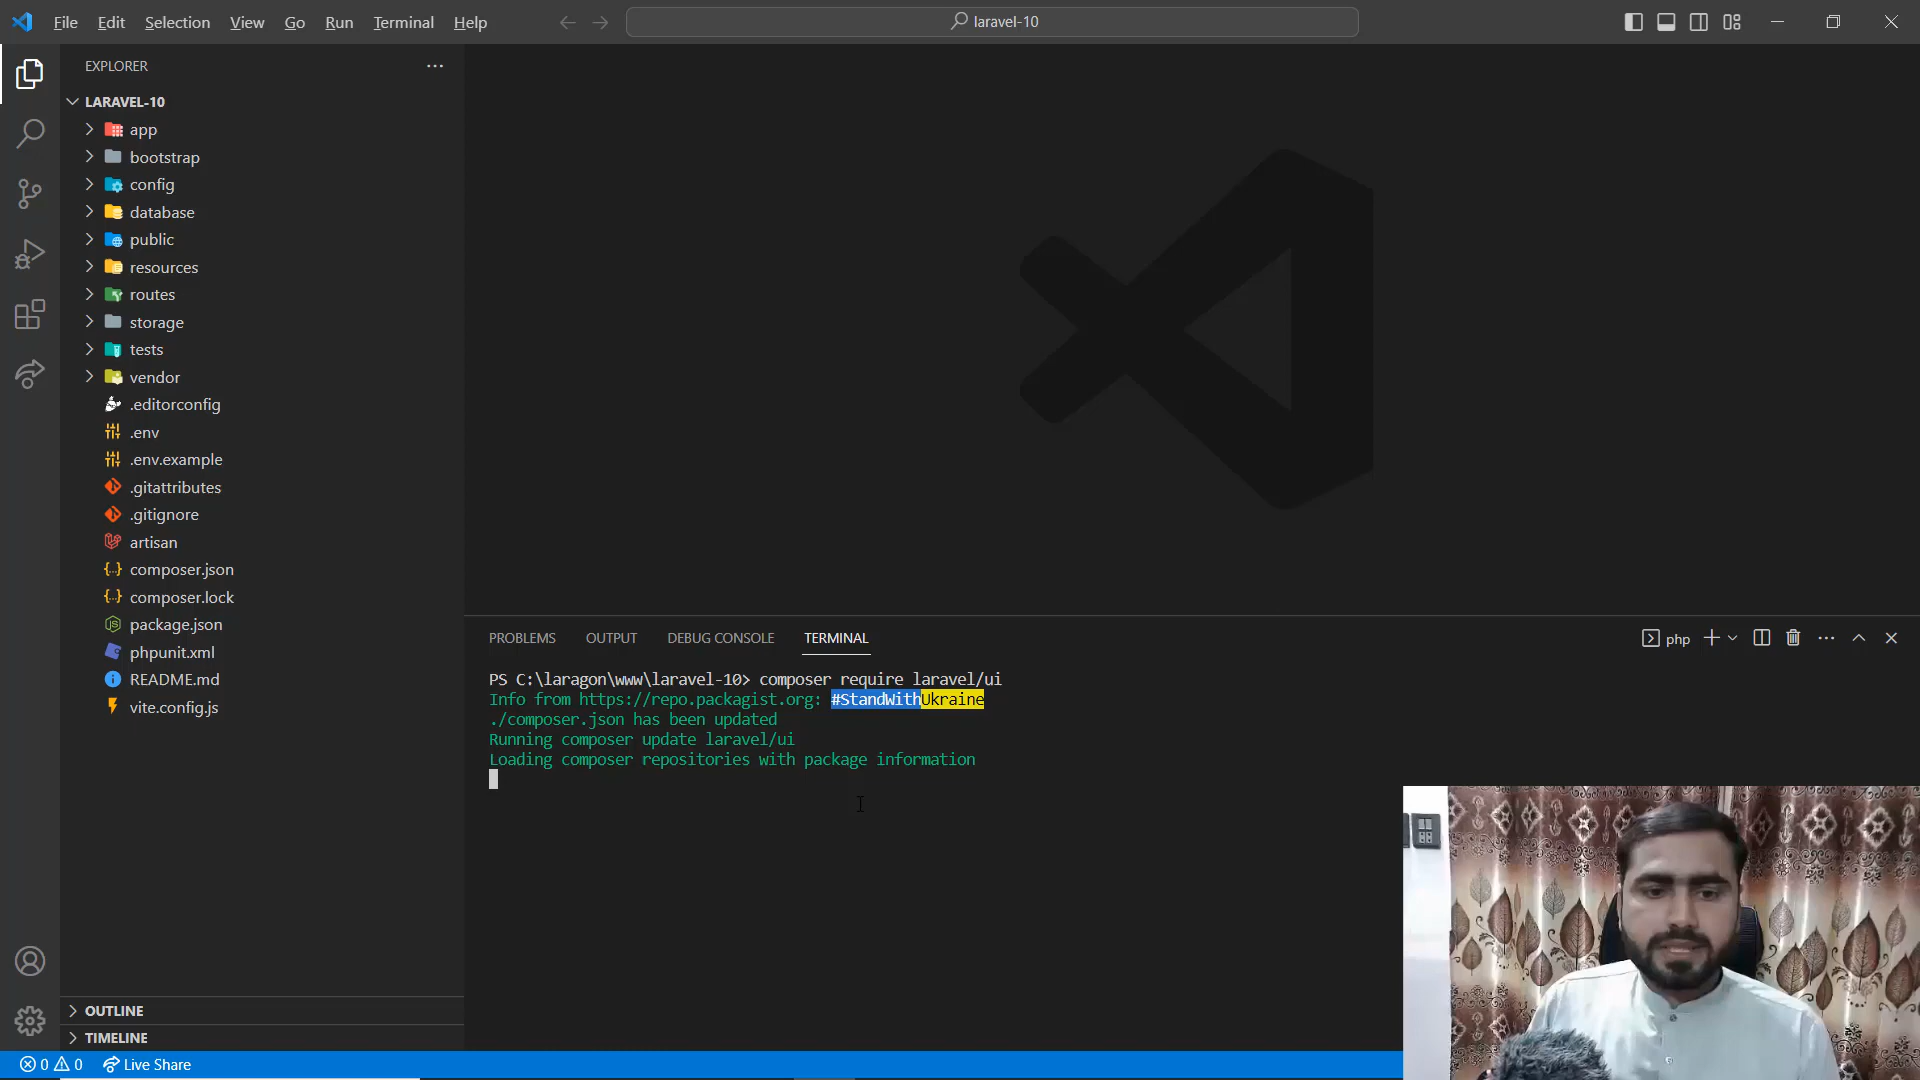 File Edit Selection View Go Run Terminal Help
laravel-10
EXPLORER
LARAVEL-10
app
bootstrap
config
database
public
resources
routes
storage
tests
vendor
.editorconfig
.env
.env.example
.gitattributes
.gitignore
artisan
composer.json
composer.lock
package.json
phpunit.xml
README.md
vite.config.js
OUTLINE
TIMELINE
PROBLEMS OUTPUT DEBUG CONSOLE TERMINAL
php
PS C:\laragon\www\laravel-10> composer require laravel/ui
Info from https://repo.packagist.org: #StandWithUkraine
./composer.json has been updated
Running composer update laravel/ui
Loading composer repositories with package information
0 0 Live Share